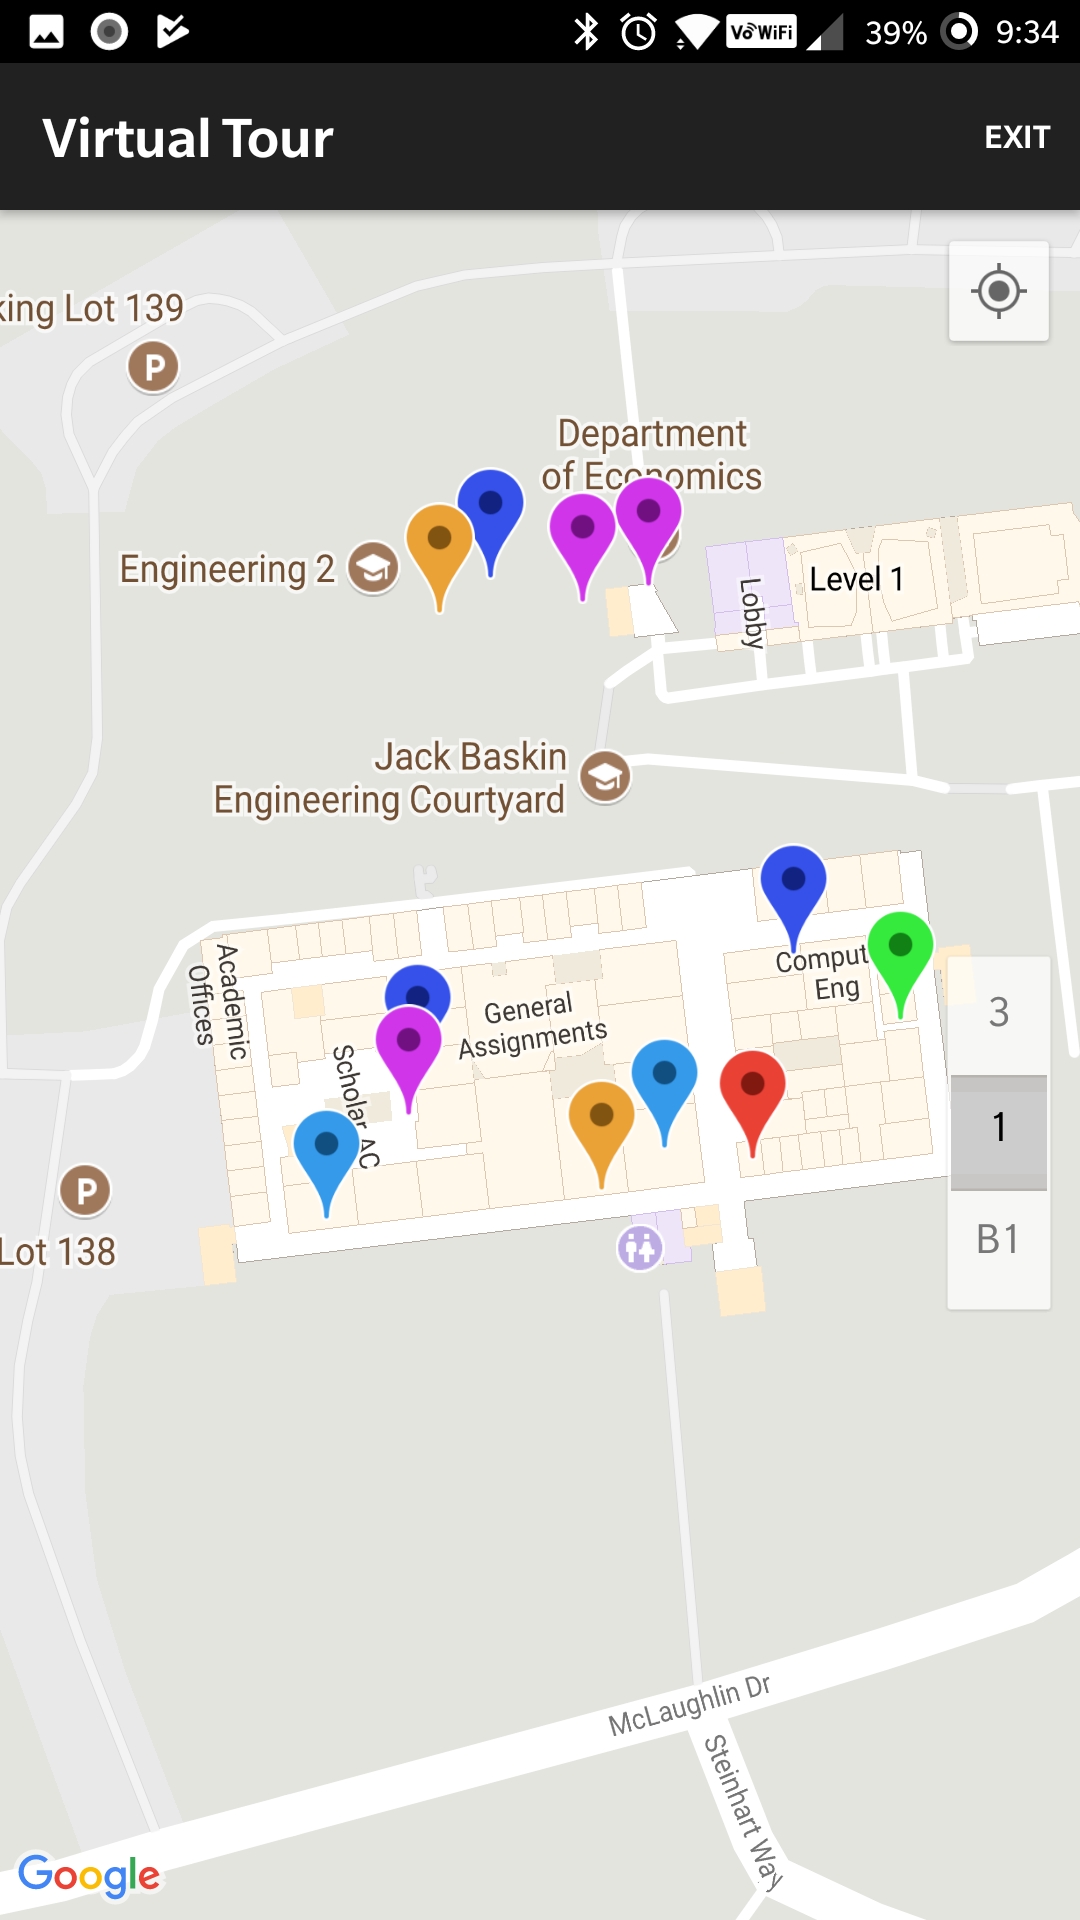 VoWiFi 39% 9:34
Virtual Tour EXIT
king Lot 139
P
Department
of Economics
Engineering 2
Level 1
Lobby
Jack Baskin
Engineering Courtyard
Academic
Offices
General
Assignments
Comput
Eng
Scholar AC
3
1
B1
P
Lot 138
McLaughlin Dr
Steinhart Way
Google